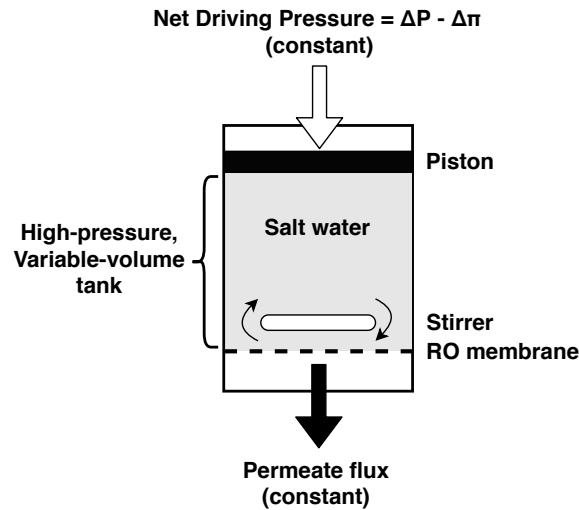 Net Driving Pressure = ΔP - Δπ
(constant)
Piston
High-pressure,
Variable-volume
tank
Salt water
Stirrer
RO membrane
Permeate flux
(constant)